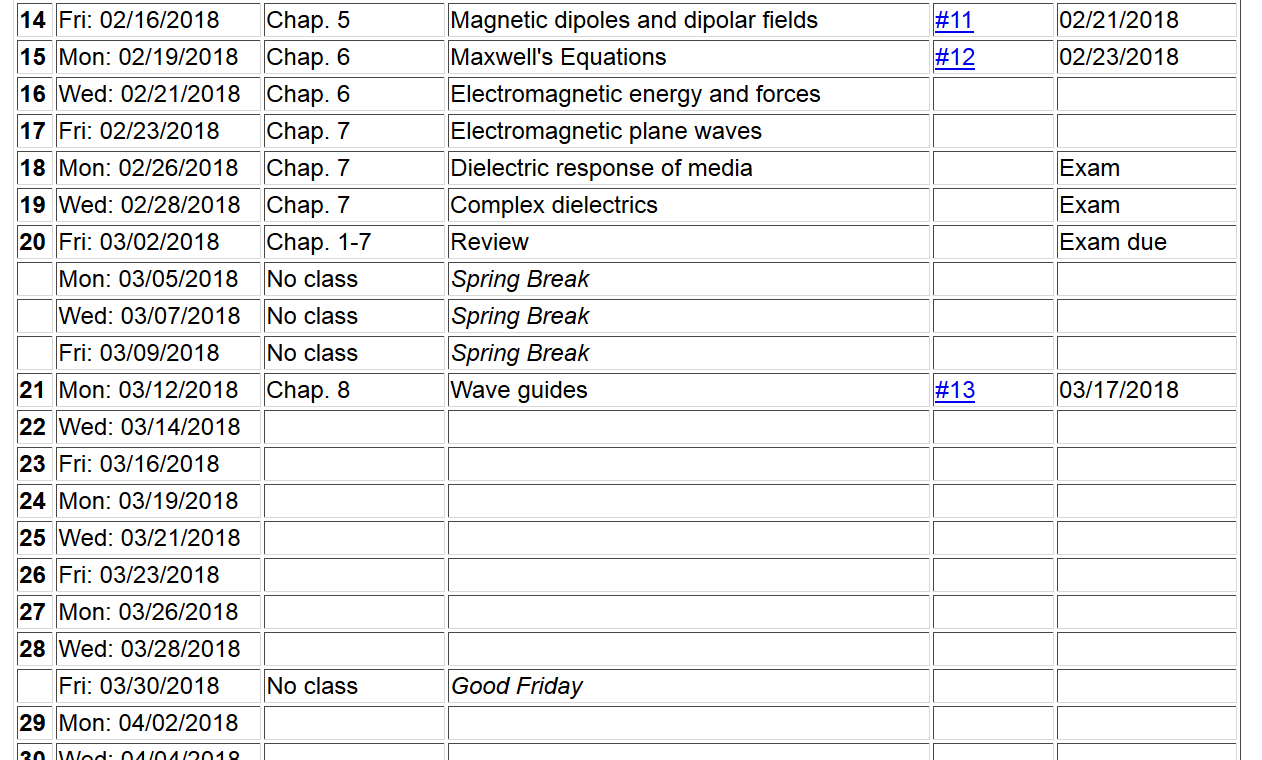 14 Fri: 02/16/2018 Chap. 5 Magnetic dipoles and dipolar fields #11 02/21/2018
15 Mon: 02/19/2018 Chap. 6 Maxwell's Equations #12 02/23/2018
16 Wed: 02/21/2018 Chap. 6 Electromagnetic energy and forces
17 Fri: 02/23/2018 Chap. 7 Electromagnetic plane waves
18 Mon: 02/26/2018 Chap. 7 Dielectric response of media Exam
19 Wed: 02/28/2018 Chap. 7 Complex dielectrics Exam
20 Fri: 03/02/2018 Chap. 1-7 Review Exam due
Mon: 03/05/2018 No class Spring Break
Wed: 03/07/2018 No class Spring Break
Fri: 03/09/2018 No class Spring Break
21 Mon: 03/12/2018 Chap. 8 Wave guides #13 03/17/2018
22 Wed: 03/14/2018
23 Fri: 03/16/2018
24 Mon: 03/19/2018
25 Wed: 03/21/2018
26 Fri: 03/23/2018
27 Mon: 03/26/2018
28 Wed: 03/28/2018
Fri: 03/30/2018 No class Good Friday
29 Mon: 04/02/2018
30 Wed: 04/04/2018